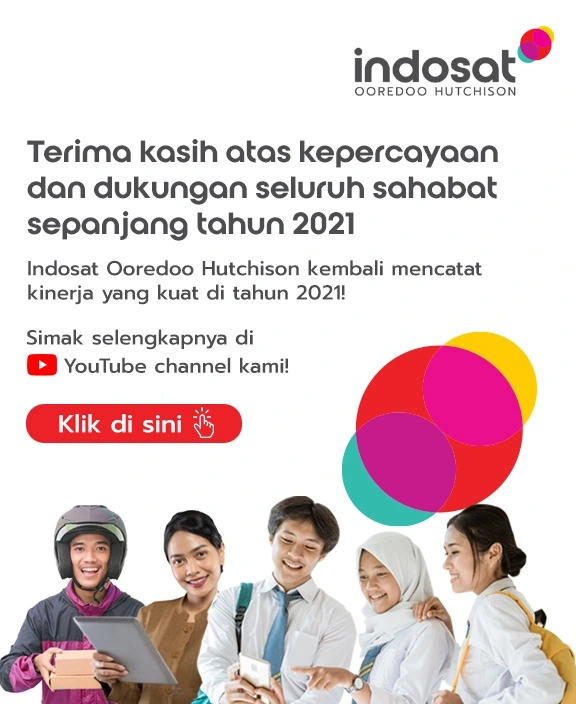 indosat
OOREDOO HUTCHISON
Terima kasih atas kepercayaan
dan dukungan seluruh sahabat
sepanjang tahun 2021
Indosat Ooredoo Hutchison kembali mencatat
kinerja yang kuat di tahun 2021!
Simak selengkapnya di
YouTube channel kami!
Klik di sini